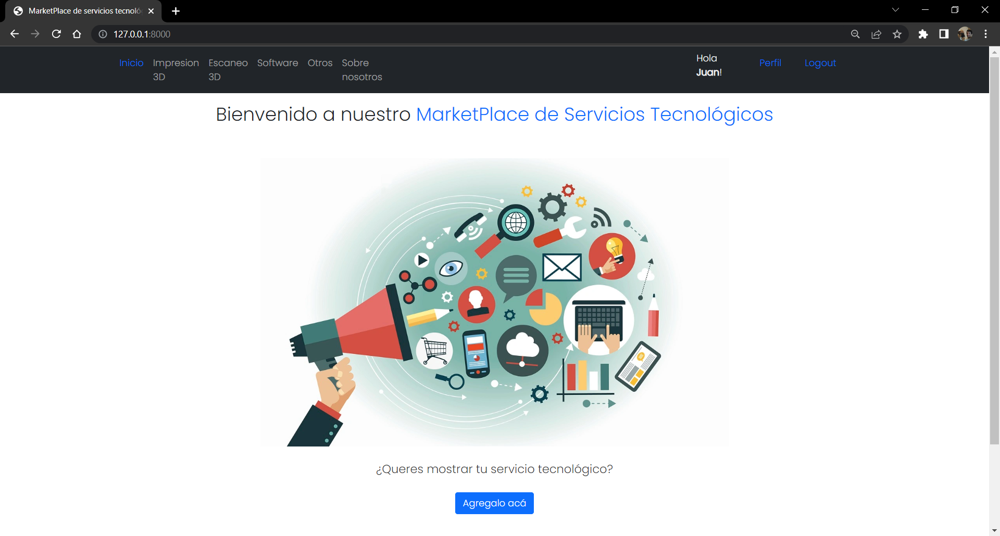 MarketPlace de servicios tecnoló
127.0.0.1:8000
Inicio
Impresion
3D
Escaneo
3D
Software
Otros
Sobre
nosotros
Hola
Juan!
Perfil
Logout
Bienvenido a nuestro MarketPlace de Servicios Tecnológicos
¿Queres mostrar tu servicio tecnológico?
Agregalo acá